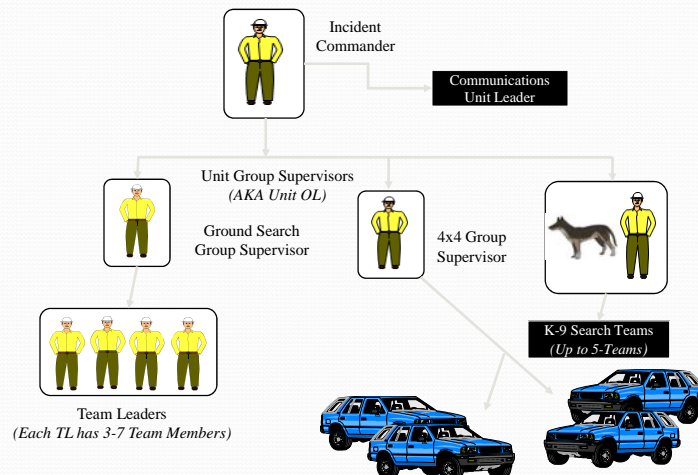 Incident
Commander
Communications
Unit Leader
Unit Group Supervisors
(AKA Unit OL)
Ground Search
Group Supervisor
4x4 Group
Supervisor
K-9 Search Teams
(Up to 5-Teams)
Team Leaders
(Each TL has 3-7 Team Members)